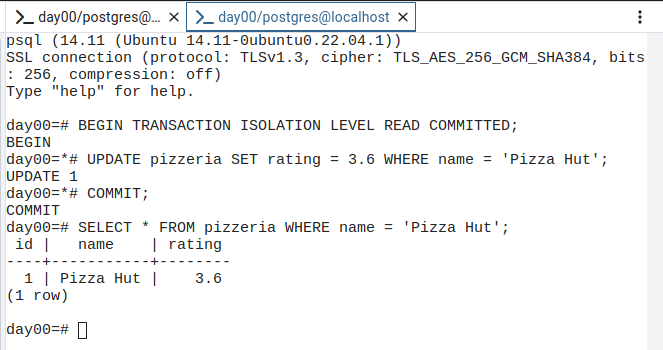 day00/postgres@... × day00/postgres@localhost ×
psql (14.11 (Ubuntu 14.11-0ubuntu0.22.04.1))
SSL connection (protocol: TLSv1.3, cipher: TLS_AES_256_GCM_SHA384, bits
: 256, compression: off)
Type "help" for help.
day00=# BEGIN TRANSACTION ISOLATION LEVEL READ COMMITTED;
BEGIN
day00=*# UPDATE pizzeria SET rating = 3.6 WHERE name = 'Pizza Hut';
UPDATE 1
day00=*# COMMIT;
COMMIT
day00=# SELECT * FROM pizzeria WHERE name = 'Pizza Hut';
 id |   name    | rating
----+-----------+--------
  1 | Pizza Hut |    3.6
(1 row)
day00=#